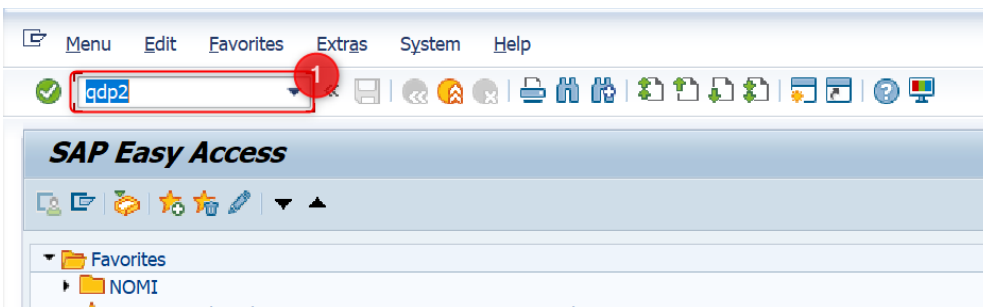 Menu Edit Favorites Extras System Help
qdp2 1
SAP Easy Access
Favorites
NOMI